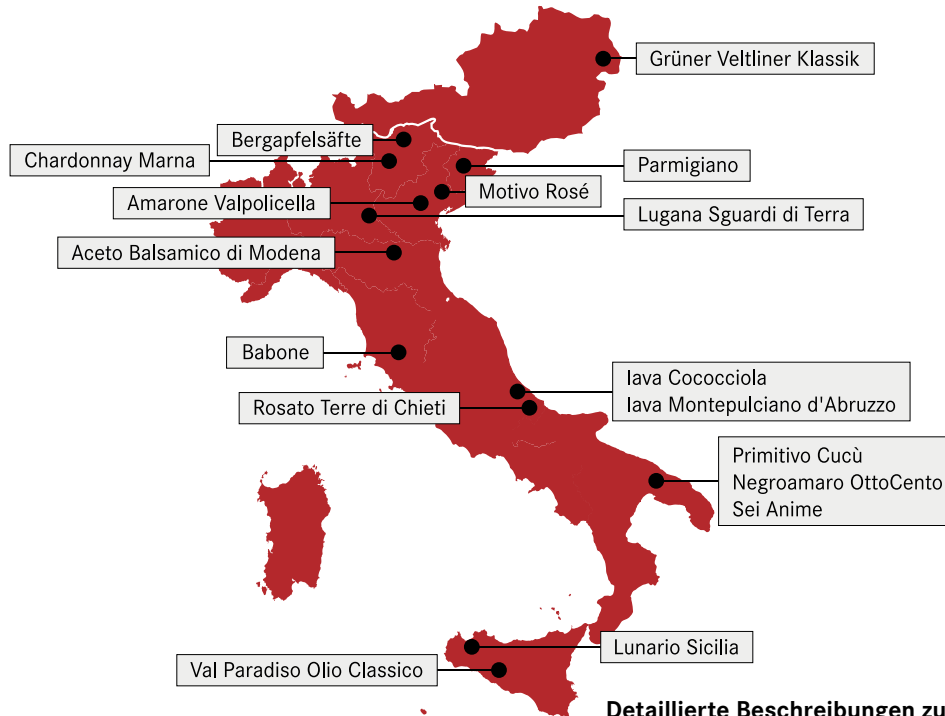 Grüner Veltliner Klassik
Bergapfelsäfte
Chardonnay Marna
Parmigiano
Motivo Rosé
Amarone Valpolicella
Lugana Sguardi di Terra
Aceto Balsamico di Modena
Babone
Iava Cococciola
Iava Montepulciano d'Abruzzo
Rosato Terre di Chieti
Primitivo Cucù
Negroamaro OttoCento
Sei Anime
Lunario Sicilia
Val Paradiso Olio Classico
Detaillierte Beschreibungen zu